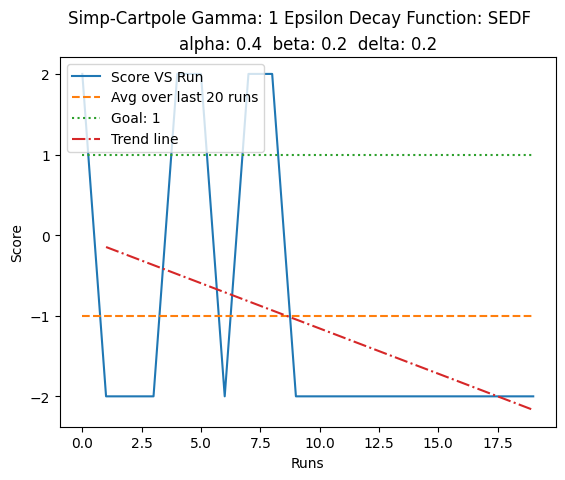 Simp-Cartpole Gamma: 1 Epsilon Decay Function: SEDF
alpha: 0.4  beta: 0.2  delta: 0.2
Score VS Run
Avg over last 20 runs
Goal: 1
Trend line
Score
2
1
0
−1
−2
0.0 2.5 5.0 7.5 10.0 12.5 15.0 17.5
Runs